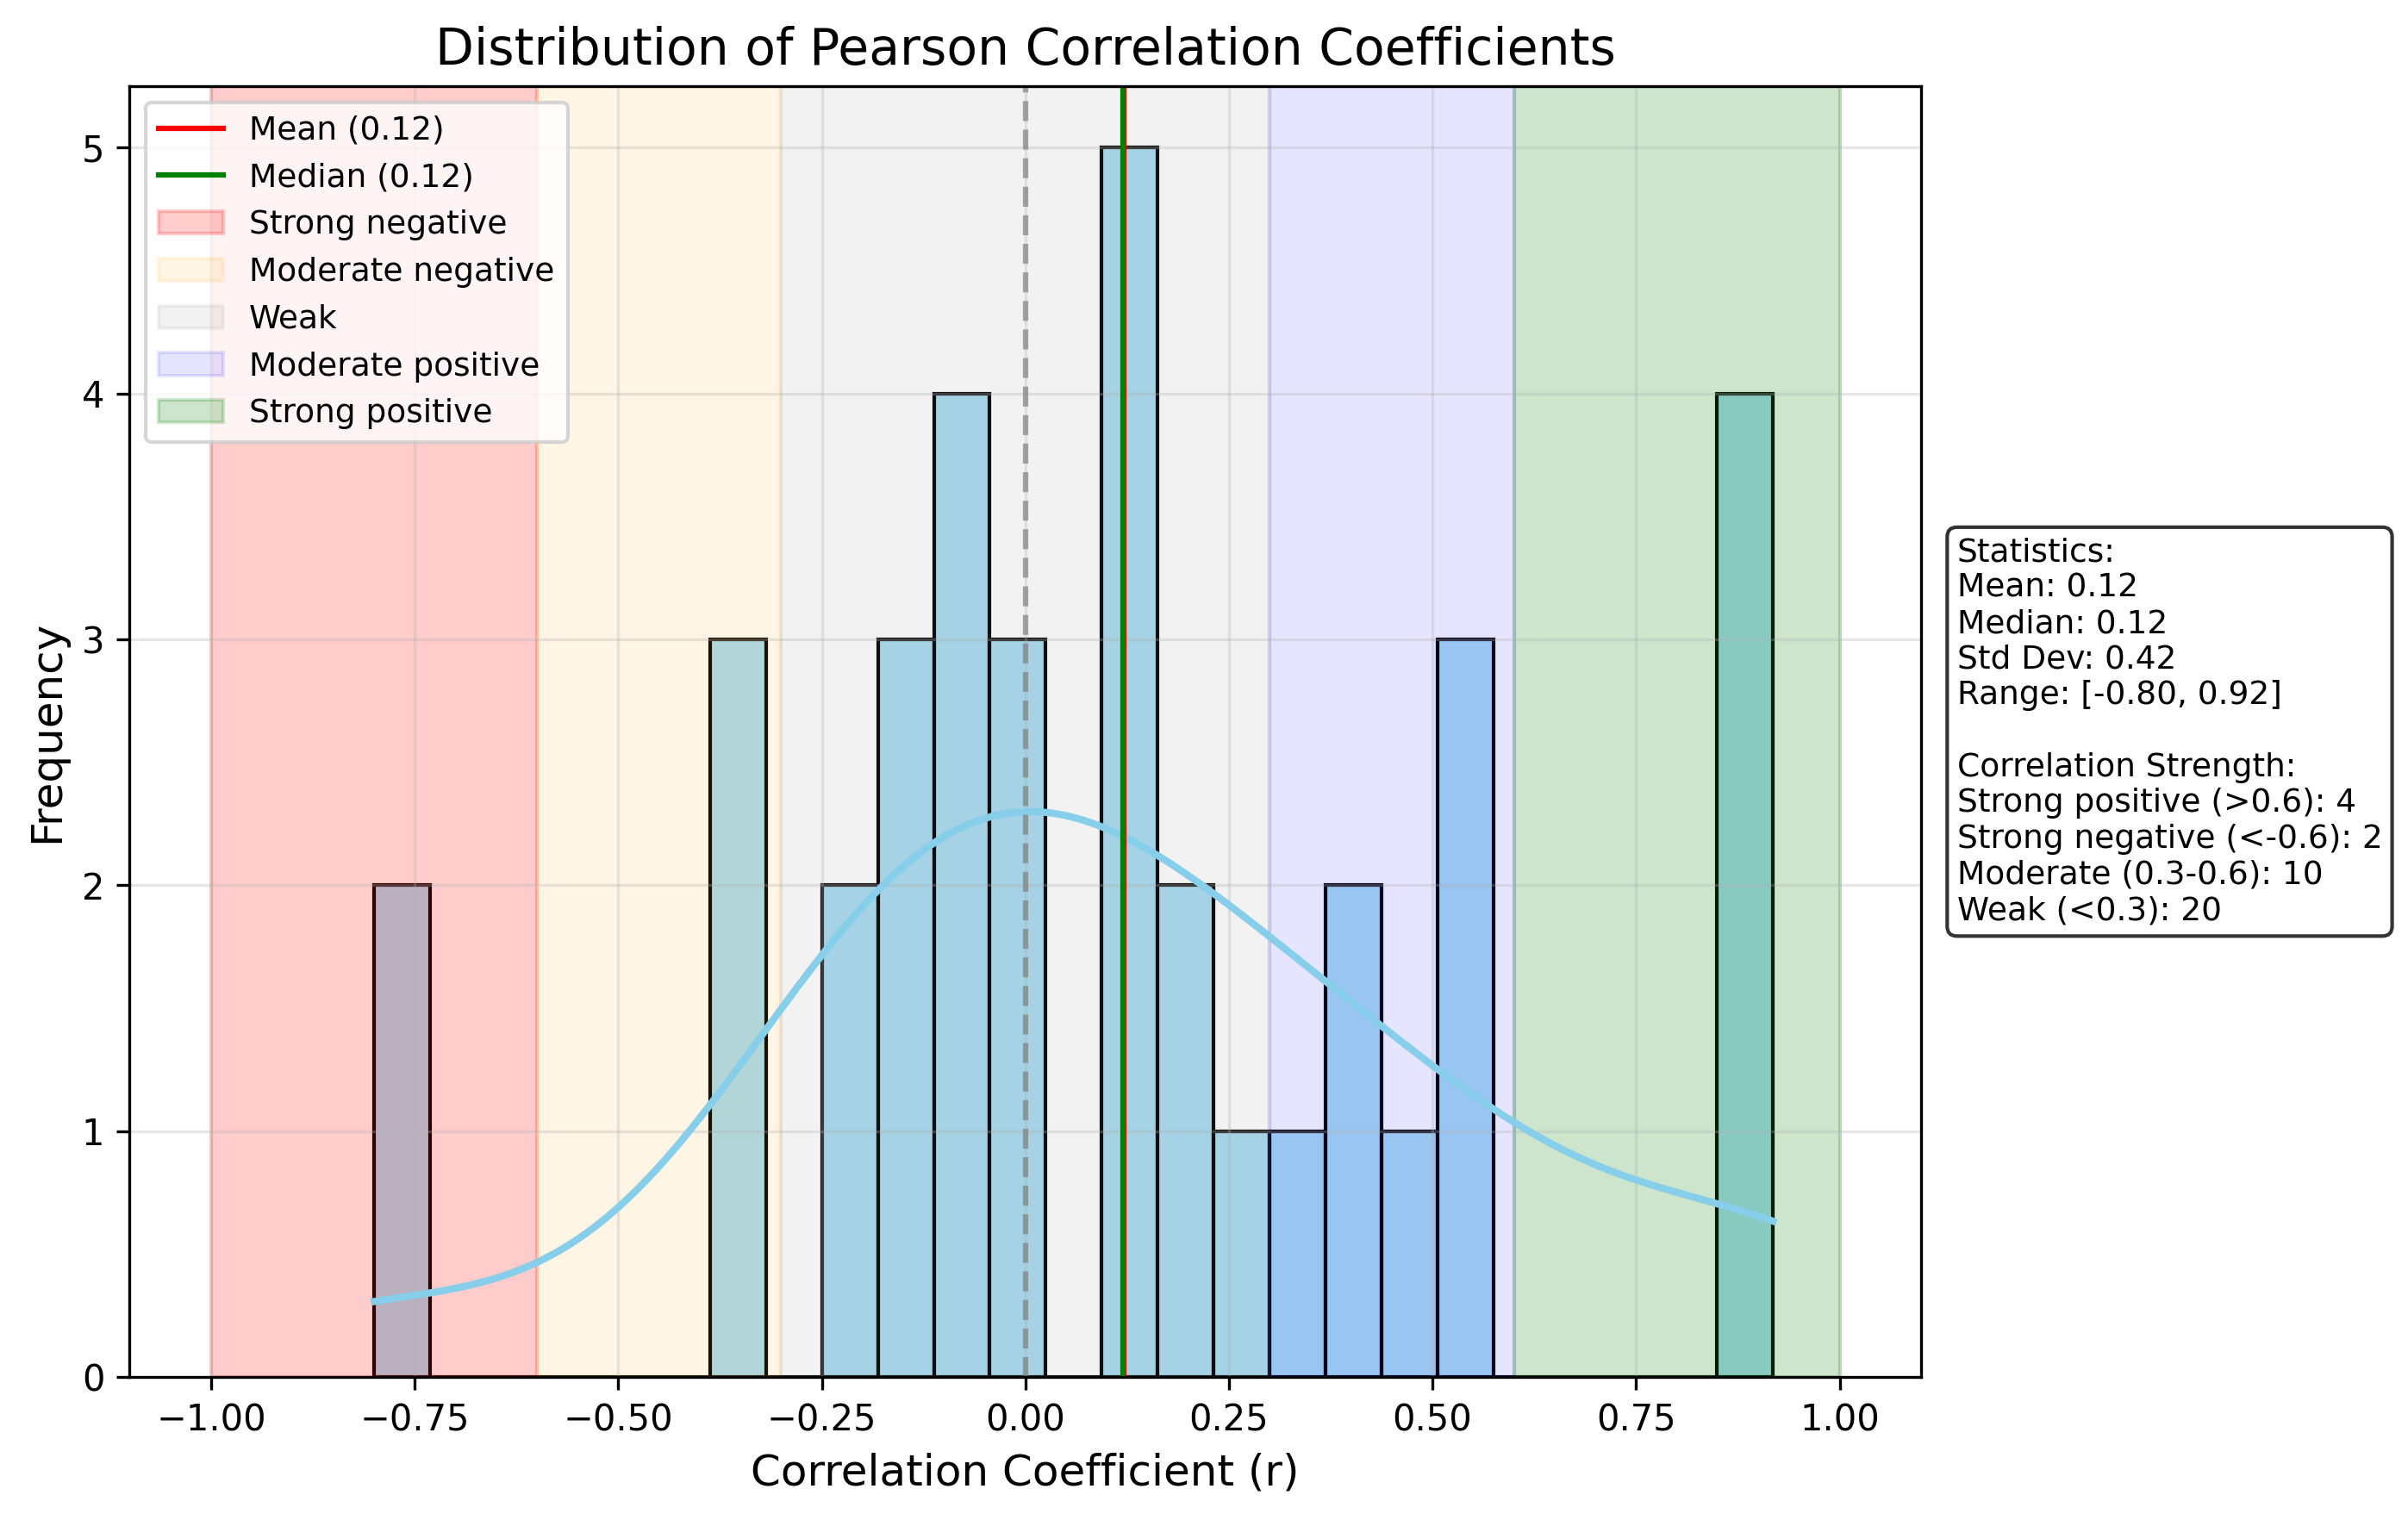 Distribution of Pearson Correlation Coefficients
Mean (0.12)
Median (0.12)
Strong negative
Moderate negative
Weak
Moderate positive
Strong positive
Frequency
5
4
3
2
1
0
−1.00 −0.75 −0.50 −0.25 0.00 0.25 0.50 0.75 1.00
Correlation Coefficient (r)
Statistics:
Mean: 0.12
Median: 0.12
Std Dev: 0.42
Range: [-0.80, 0.92]
Correlation Strength:
Strong positive (>0.6): 4
Strong negative (<-0.6): 2
Moderate (0.3-0.6): 10
Weak (<0.3): 20